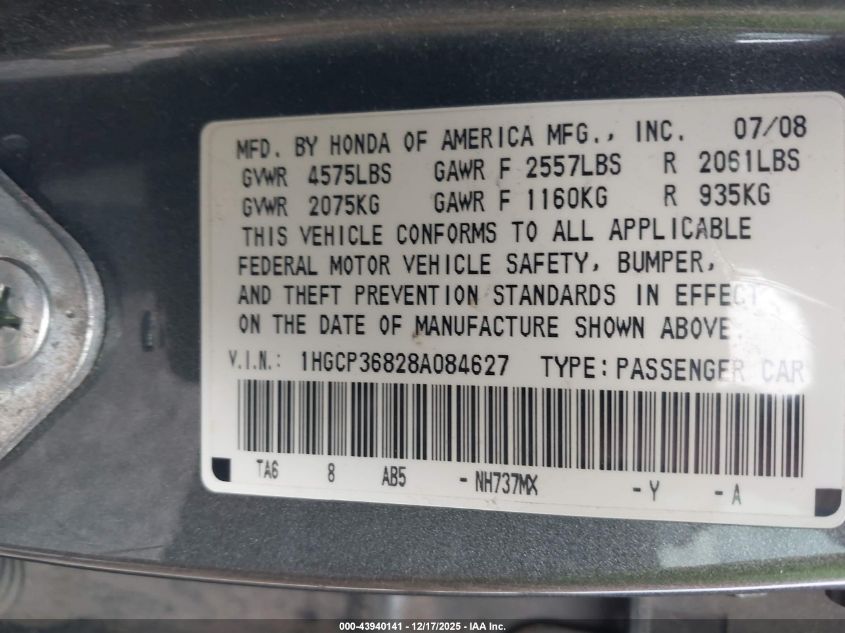 MFD. BY HONDA OF AMERICA MFG., INC. 07/08
GVWR 4575LBS GAWR F 2557LBS R 2061LBS
GVWR 2075KG GAWR F 1160KG R 935KG
THIS VEHICLE CONFORMS TO ALL APPLICABLE
FEDERAL MOTOR VEHICLE SAFETY, BUMPER,
AND THEFT PREVENTION STANDARDS IN EFFECT
ON THE DATE OF MANUFACTURE SHOWN ABOVE.
V.I.N.: 1HGCP36828A084627 TYPE: PASSENGER CAR
TA6 8 AB5 - NH737MX - Y - A
000-43940141 - 12/17/2025 - IAA Inc.